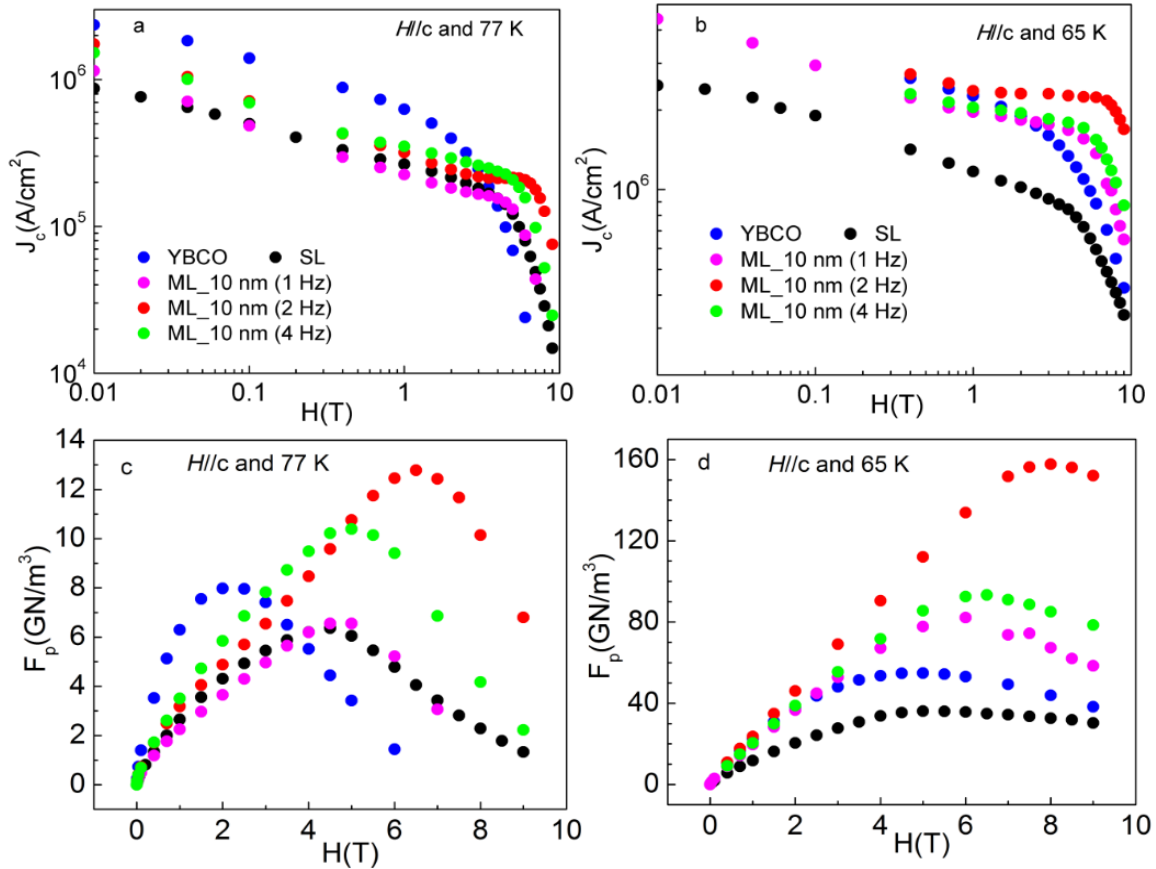 a
H//c and 77 K
10^6
10^5
10^4
J_c(A/cm^2)
YBCO
SL
ML_10 nm (1 Hz)
ML_10 nm (2 Hz)
ML_10 nm (4 Hz)
0.01 0.1 1 10
H(T)
b
H//c and 65 K
10^6
J_c(A/cm^2)
YBCO
SL
ML_10 nm (1 Hz)
ML_10 nm (2 Hz)
ML_10 nm (4 Hz)
0.01 0.1 1 10
H(T)
c
H//c and 77 K
14
12
10
8
6
4
2
0
F_p(GN/m^3)
0 2 4 6 8 10
H(T)
d
H//c and 65 K
160
120
80
40
0
F_p(GN/m^3)
0 2 4 6 8 10
H(T)